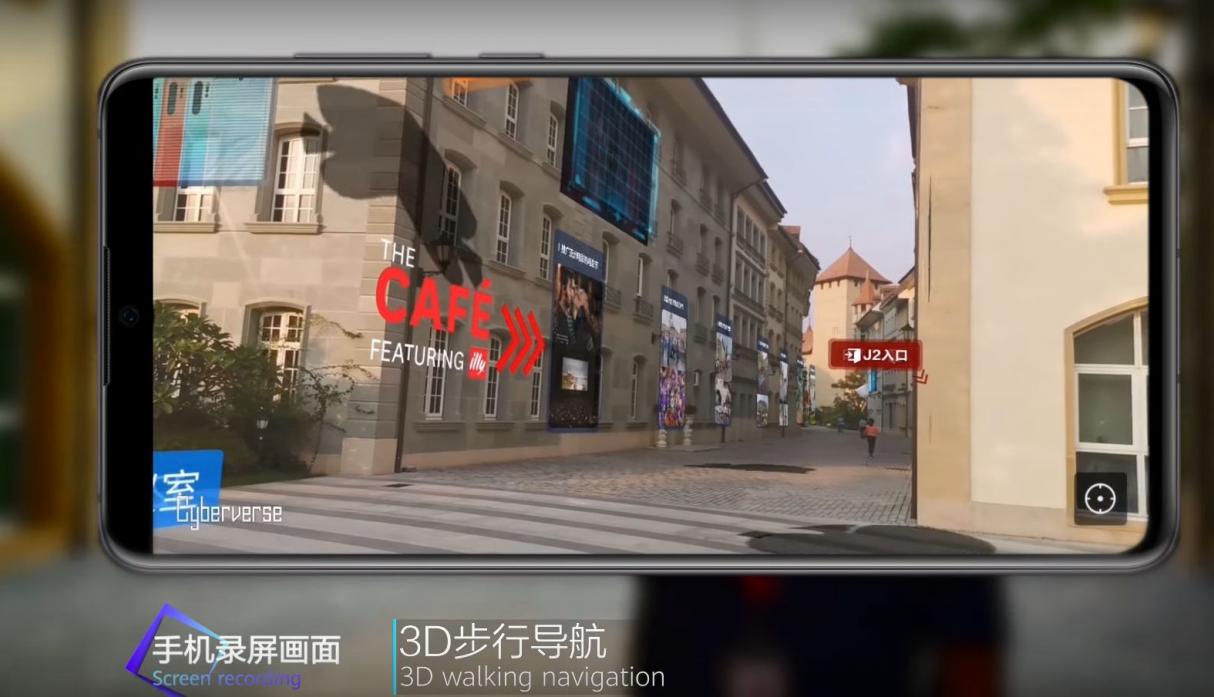 THE
CAFÉ
FEATURING illy
J2入口
室
Cyberverse
手机录屏画面
Screen recording
3D步行导航
3D walking navigation